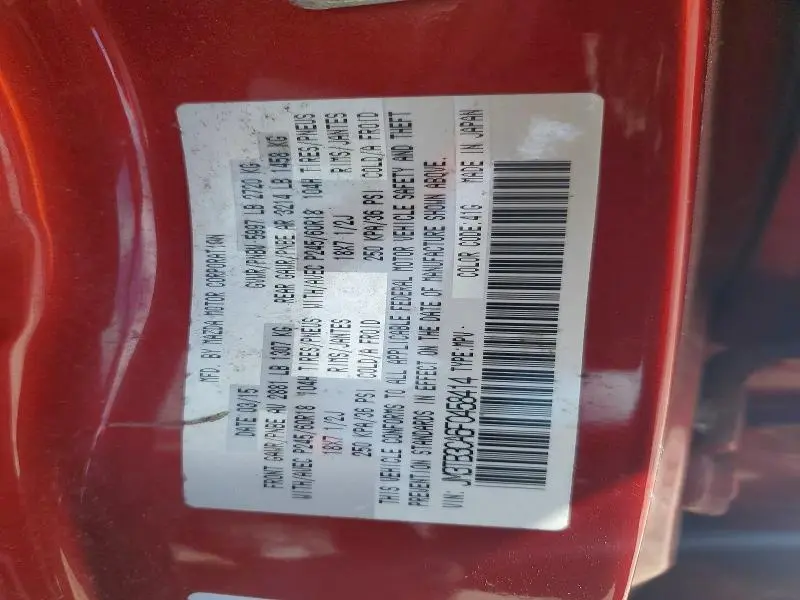 MFD. BY MAZDA MOTOR CORPORATION
DATE:03/15 GVWR/PNBV 5997 LB 2720 KG
FRONT GAWR/PNBE AV 2881 LB 1307 KG REAR GAWR/PNBE AR 3214 LB 1458 KG
WITH/AVEC P245/60R18 104H TIRES/PNEUS WITH/AVEC P245/60R18 104H TIRES/PNEUS
18X7 1/2J RIMS/JANTES 18X7 1/2J RIMS/JANTES
250 KPA/36 PSI COLD/A FROID 250 KPA/36 PSI COLD/A FROID
THIS VEHICLE CONFORMS TO ALL APPLICABLE FEDERAL MOTOR VEHICLE SAFETY AND THEFT
PREVENTION STANDARDS IN EFFECT ON THE DATE OF MANUFACTURE SHOWN ABOVE.
COLOR CODE:41G MADE IN JAPAN
VIN: JM3TB3CA6F0458414 TYPE:MPV